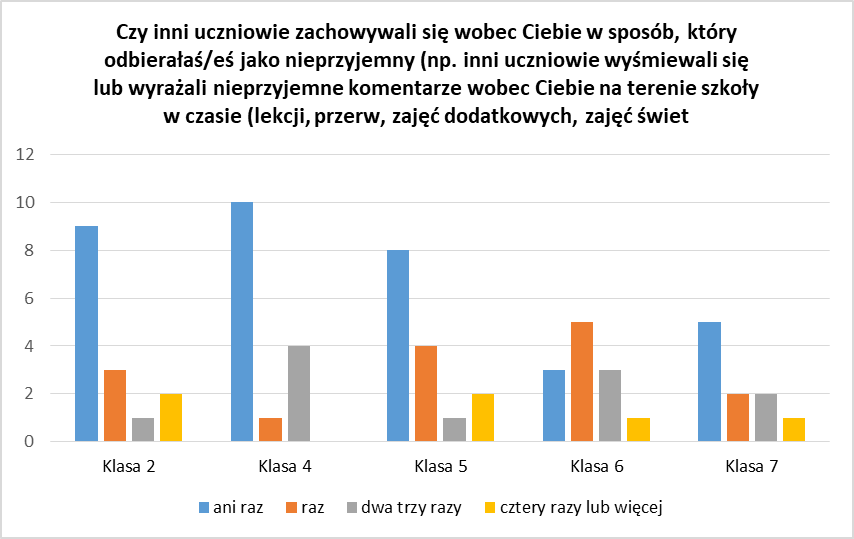 Czy inni uczniowie zachowywali się wobec Ciebie w sposób, który
odbierałaś/eś jako nieprzyjemny (np. inni uczniowie wyśmiewali się
lub wyrażali nieprzyjemne komentarze wobec Ciebie na terenie szkoły
w czasie (lekcji, przerw, zajęć dodatkowych, zajęć świet
12
10
8
6
4
2
0
Klasa 2 Klasa 4 Klasa 5 Klasa 6 Klasa 7
ani raz raz dwa trzy razy cztery razy lub więcej